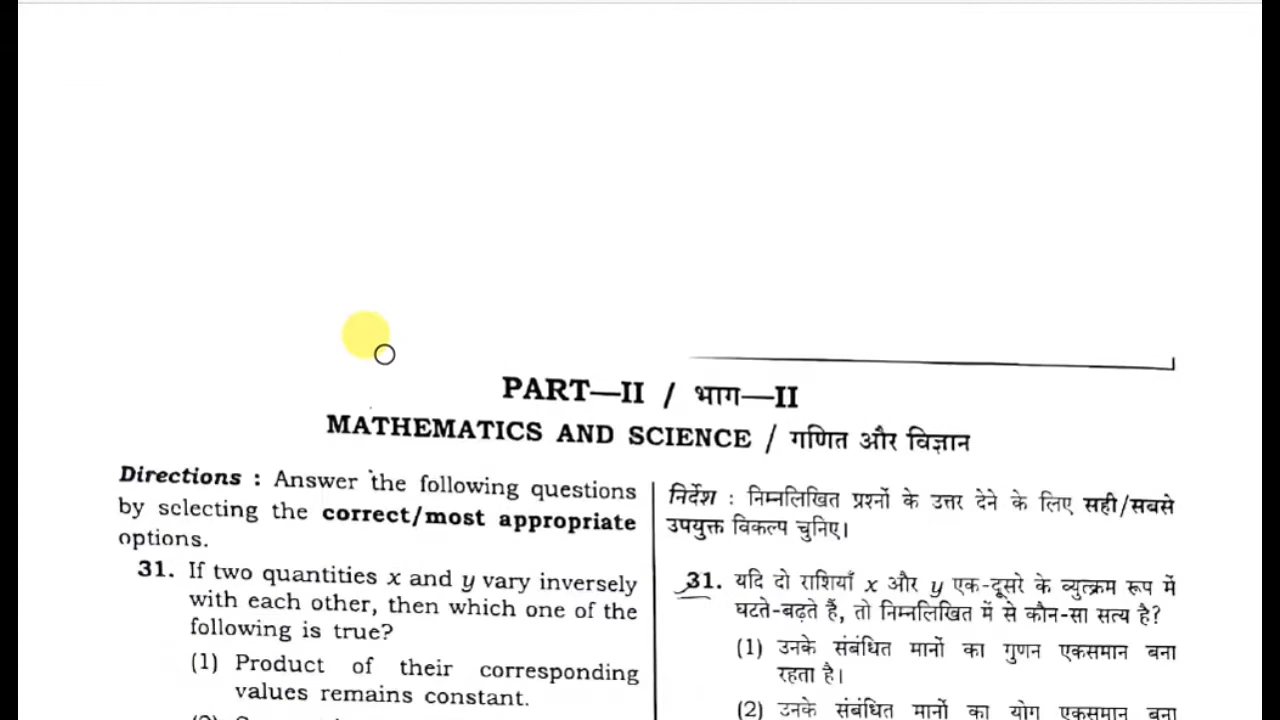 PART—II / भाग—II
MATHEMATICS AND SCIENCE / गणित और विज्ञान
Directions : Answer the following questions
by sclecting the correct/most appropriate
options.
31. If two quantities x and y vary inversely
with each other, then which one of the
following is true?
(1) Product of their corresponding
values remains constant.
निर्देश : निम्नलिखित प्रश्नों के उत्तर देने के लिए सही/सबसे
उपयुक्त विकल्प चुनिए।
31. यदि दो राशियाँ x और y एक-दूसरे के व्युत्क्रम रूप में
घटते-बढ़ते हैं, तो निम्नलिखित में से कौन-सा सत्य है?
(1) उनके संबंधित मानों का गुणन एकसमान बना
रहता है।
(2) उनके संबंधित मानों का योग एकसमान बना